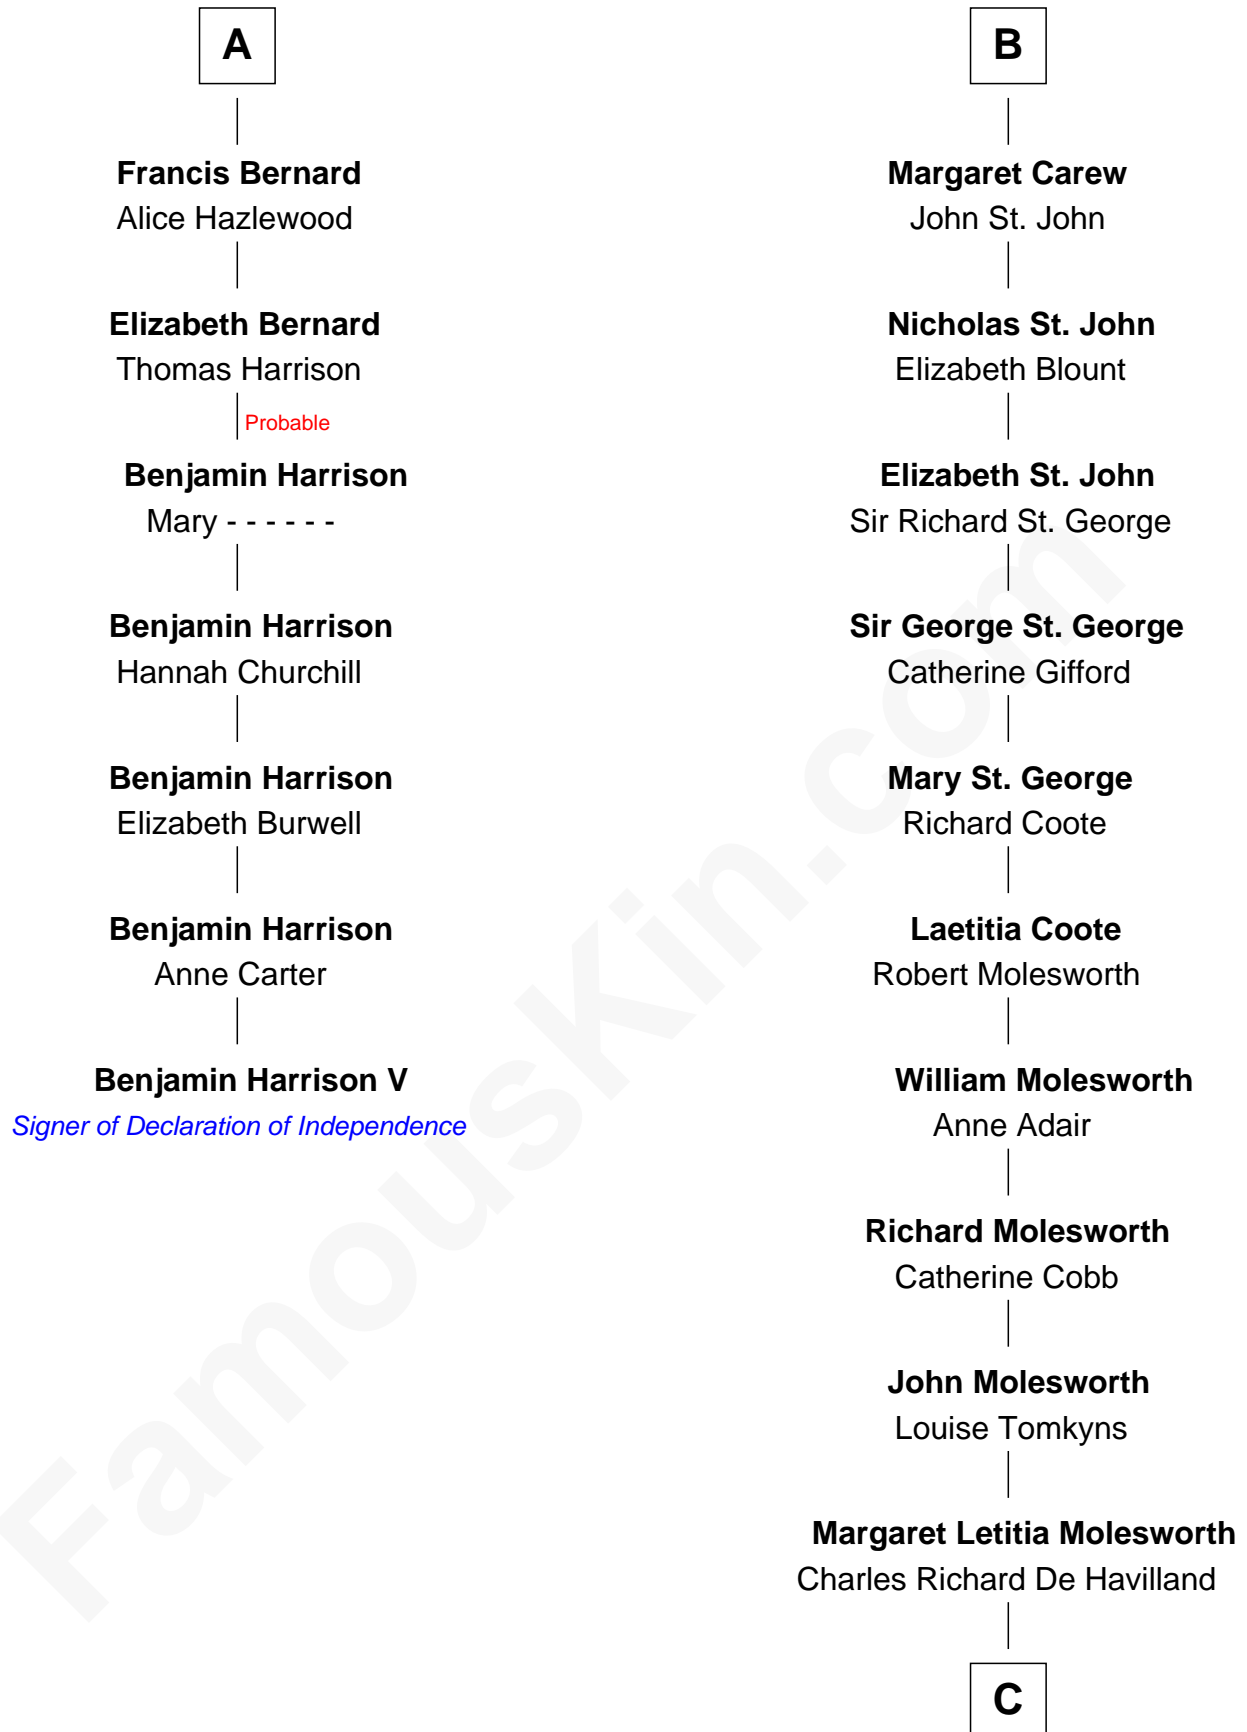 A
Francis Bernard
Alice Hazlewood
Elizabeth Bernard
Thomas Harrison
Probable
Benjamin Harrison
Mary - - - - - -
Benjamin Harrison
Hannah Churchill
Benjamin Harrison
Elizabeth Burwell
Benjamin Harrison
Anne Carter
Benjamin Harrison V
Signer of Declaration of Independence
B
Margaret Carew
John St. John
Nicholas St. John
Elizabeth Blount
Elizabeth St. John
Sir Richard St. George
Sir George St. George
Catherine Gifford
Mary St. George
Richard Coote
Laetitia Coote
Robert Molesworth
William Molesworth
Anne Adair
Richard Molesworth
Catherine Cobb
John Molesworth
Louise Tomkyns
Margaret Letitia Molesworth
Charles Richard De Havilland
C
FamousKin.com